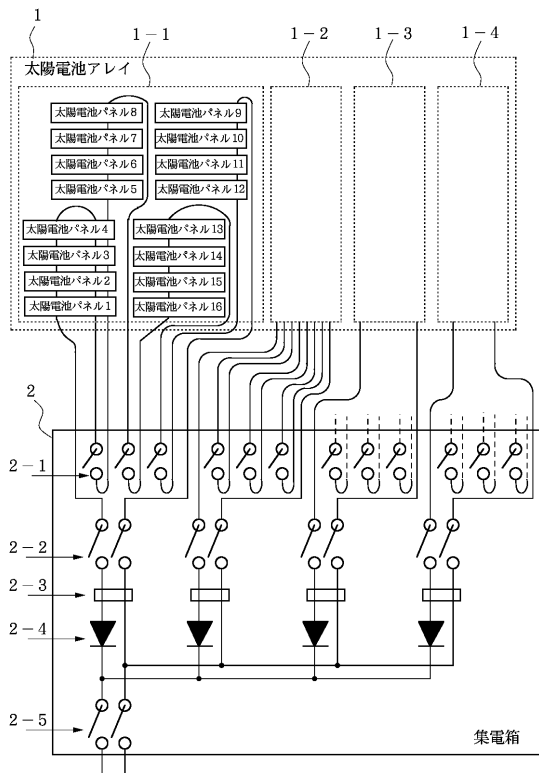 1
1-1
1-2
1-3
1-4
太陽電池アレイ
太陽電池パネル8
太陽電池パネル7
太陽電池パネル6
太陽電池パネル5
太陽電池パネル9
太陽電池パネル10
太陽電池パネル11
太陽電池パネル12
太陽電池パネル4
太陽電池パネル3
太陽電池パネル2
太陽電池パネル1
太陽電池パネル13
太陽電池パネル14
太陽電池パネル15
太陽電池パネル16
2
2-1
2-2
2-3
2-4
2-5
集電箱